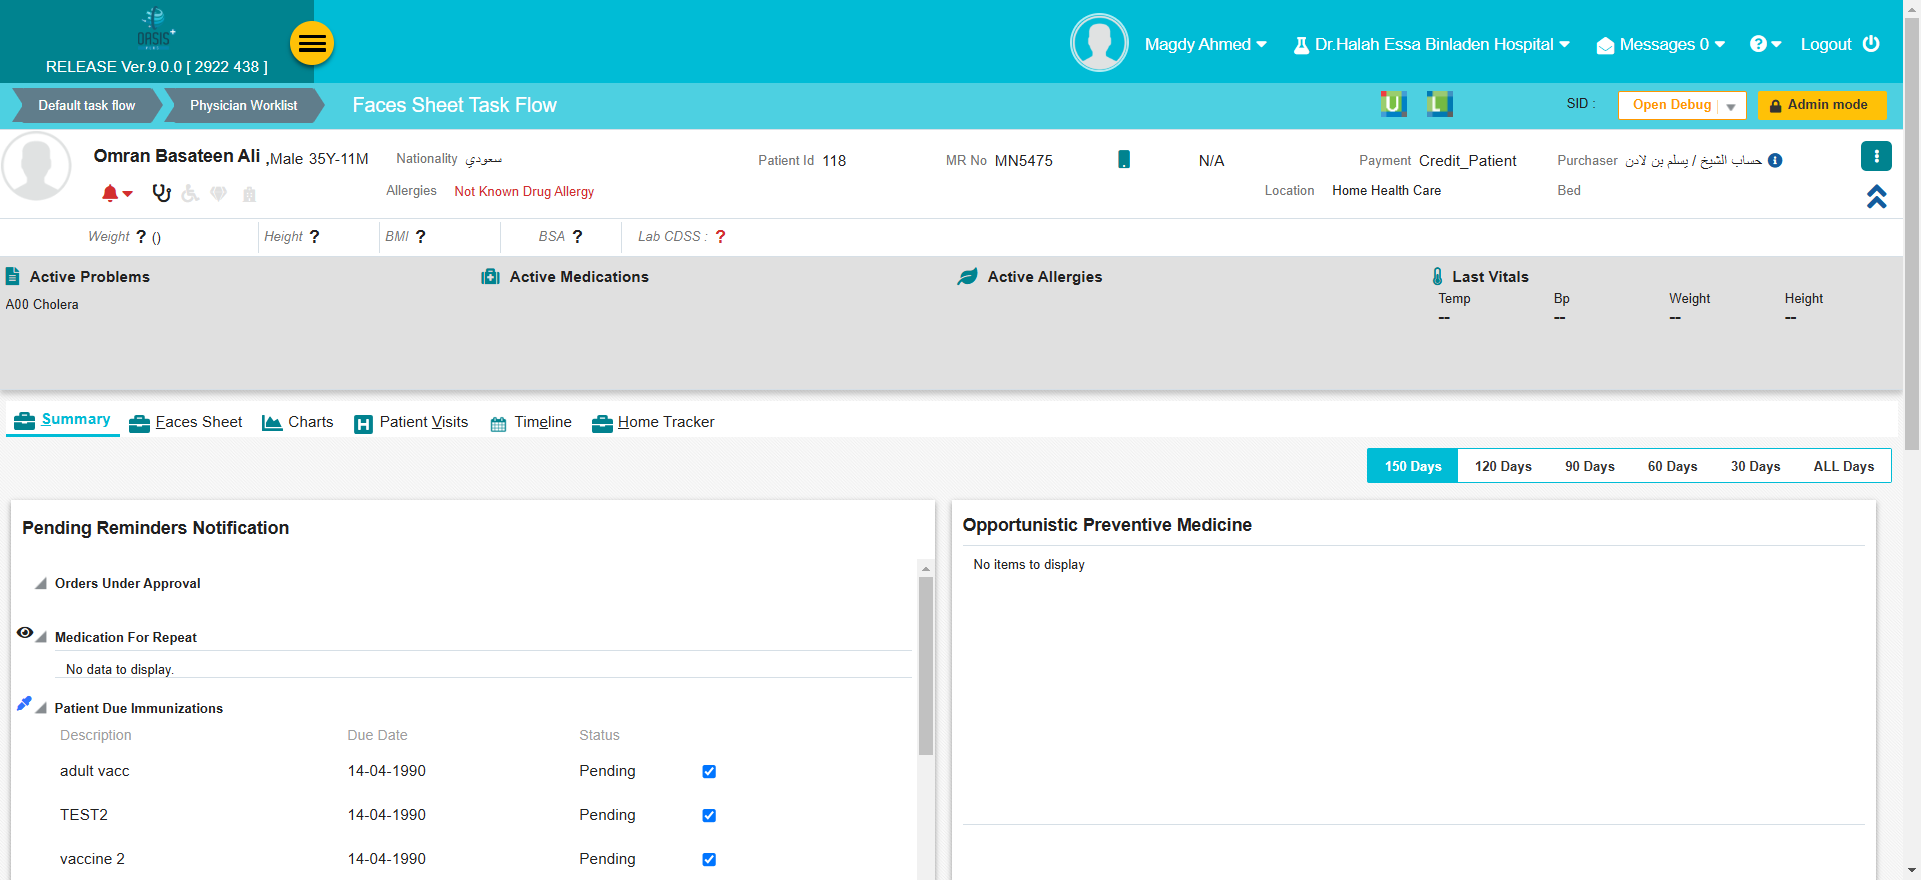 OASIS+
PLUS
RELEASE Ver.9.0.0 [ 2922 438 ]
Magdy Ahmed
Dr.Halah Essa Binladen Hospital
Messages 0
?
Logout
Default task flow
Physician Worklist
Faces Sheet Task Flow
U
L
SID :
Open Debug
Admin mode
Omran Basateen Ali ,Male 35Y-11M
Nationality سعودي
Patient Id 118
MR No MN5475
N/A
Payment Credit_Patient
Purchaser حساب الشيخ / يسلم بن لادن
Allergies Not Known Drug Allergy
Location Home Health Care
Bed
Weight ? ()
Height ?
BMI ?
BSA ?
Lab CDSS : ?
Active Problems
Active Medications
Active Allergies
Last Vitals
A00 Cholera
Temp Bp Weight Height
-- -- -- --
Summary
Faces Sheet
Charts
H Patient Visits
Timeline
Home Tracker
150 Days 120 Days 90 Days 60 Days 30 Days ALL Days
Pending Reminders Notification
Orders Under Approval
Medication For Repeat
No data to display.
Patient Due Immunizations
Description Due Date Status
adult vacc 14-04-1990 Pending
TEST2 14-04-1990 Pending
vaccine 2 14-04-1990 Pending
Opportunistic Preventive Medicine
No items to display